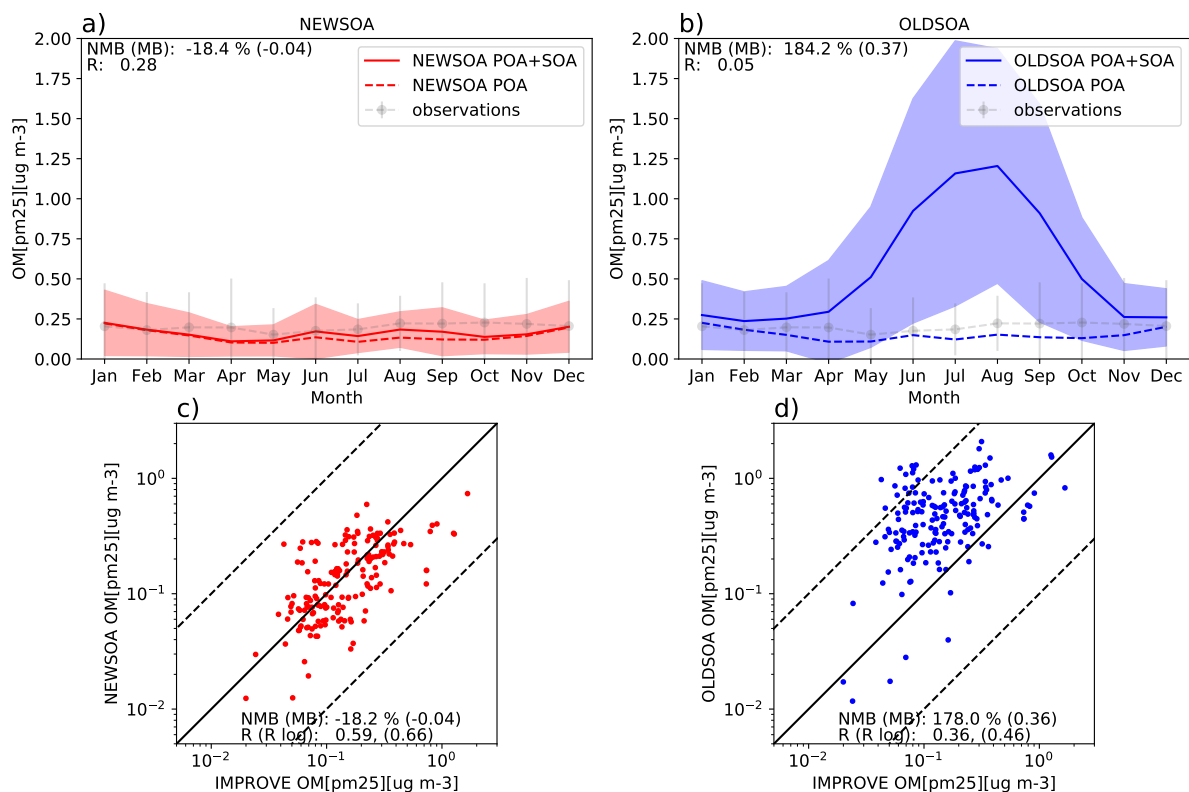 a)
NEWSOA
NMB (MB):  -18.4 % (-0.04)
R:   0.28
NEWSOA POA+SOA
NEWSOA POA
observations
OM[pm25][ug m-3]
2.00
1.75
1.50
1.25
1.00
0.75
0.50
0.25
0.00
Jan Feb Mar Apr May Jun Jul Aug Sep Oct Nov Dec
Month
b)
OLDSOA
NMB (MB):  184.2 % (0.37)
R:   0.05
OLDSOA POA+SOA
OLDSOA POA
observations
OM[pm25][ug m-3]
2.00
1.75
1.50
1.25
1.00
0.75
0.50
0.25
0.00
Jan Feb Mar Apr May Jun Jul Aug Sep Oct Nov Dec
Month
c)
NEWSOA OM[pm25][ug m-3]
10⁰
10⁻¹
10⁻²
NMB (MB): -18.2 % (-0.04)
R (R log):   0.59, (0.66)
10⁻² 10⁻¹ 10⁰
IMPROVE OM[pm25][ug m-3]
d)
OLDSOA OM[pm25][ug m-3]
10⁰
10⁻¹
10⁻²
NMB (MB): 178.0 % (0.36)
R (R log):   0.36, (0.46)
10⁻² 10⁻¹ 10⁰
IMPROVE OM[pm25][ug m-3]